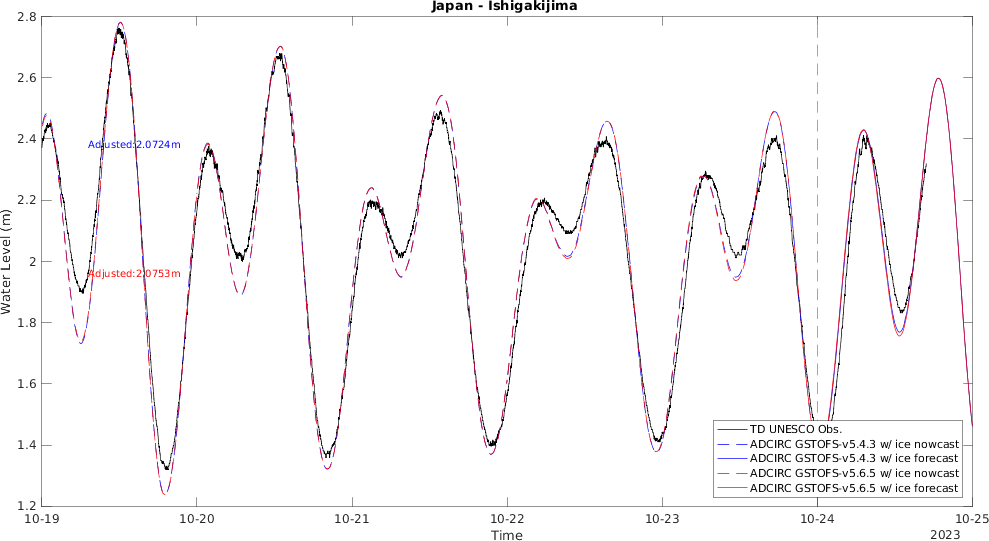 Japan - Ishigakijima
2.8
2.6
2.4
2.2
2
1.8
1.6
1.4
1.2
Water Level (m)
Adjusted:2.0724m
Adjusted:2.0753m
TD UNESCO Obs.
ADCIRC GSTOFS-v5.4.3 w/ ice nowcast
ADCIRC GSTOFS-v5.4.3 w/ ice forecast
ADCIRC GSTOFS-v5.6.5 w/ ice nowcast
ADCIRC GSTOFS-v5.6.5 w/ ice forecast
10-19 10-20 10-21 10-22 10-23 10-24 10-25
Time
2023